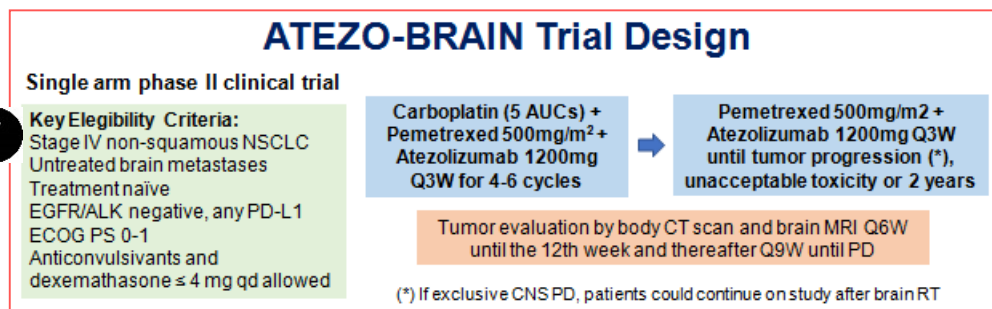 ATEZO-BRAIN Trial Design
Single arm phase II clinical trial
Key Elegibility Criteria:
Stage IV non-squamous NSCLC
Untreated brain metastases
Treatment naïve
EGFR/ALK negative, any PD-L1
ECOG PS 0-1
Anticonvulsivants and
dexemathasone ≤ 4 mg qd allowed
Carboplatin (5 AUCs) +
Pemetrexed 500mg/m² +
Atezolizumab 1200mg
Q3W for 4-6 cycles
Pemetrexed 500mg/m2 +
Atezolizumab 1200mg Q3W
until tumor progression (*),
unacceptable toxicity or 2 years
Tumor evaluation by body CT scan and brain MRI Q6W
until the 12th week and thereafter Q9W until PD
(*) If exclusive CNS PD, patients could continue on study after brain RT